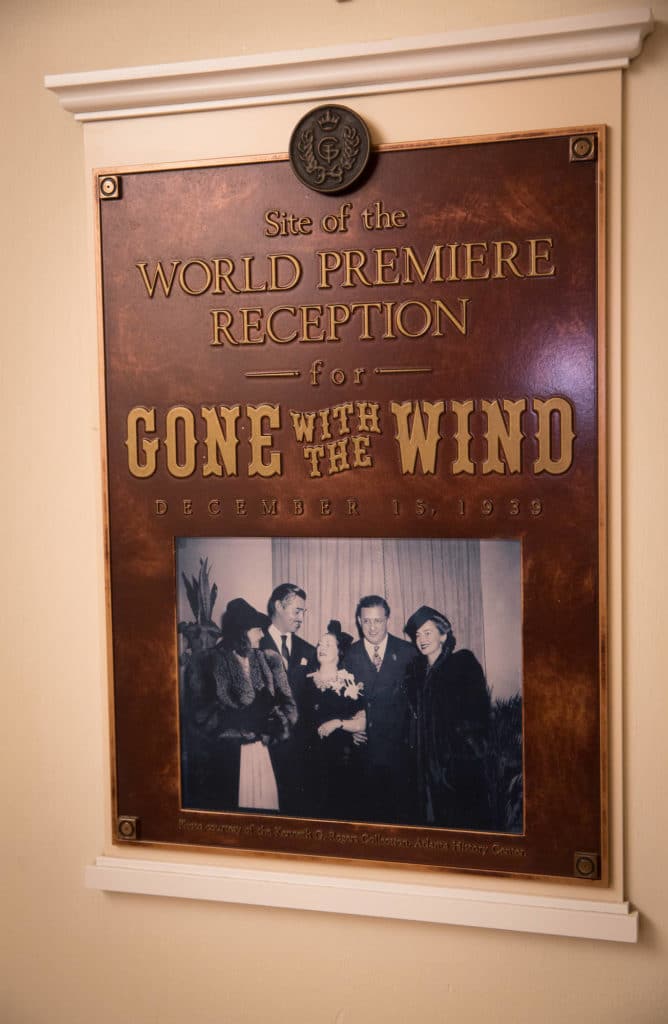 Site of the
WORLD PREMIERE
RECEPTION
for
GONE WITH THE WIND
DECEMBER 15, 1939
Photo courtesy of the Kenneth G. Rogers Collection, Atlanta History Center